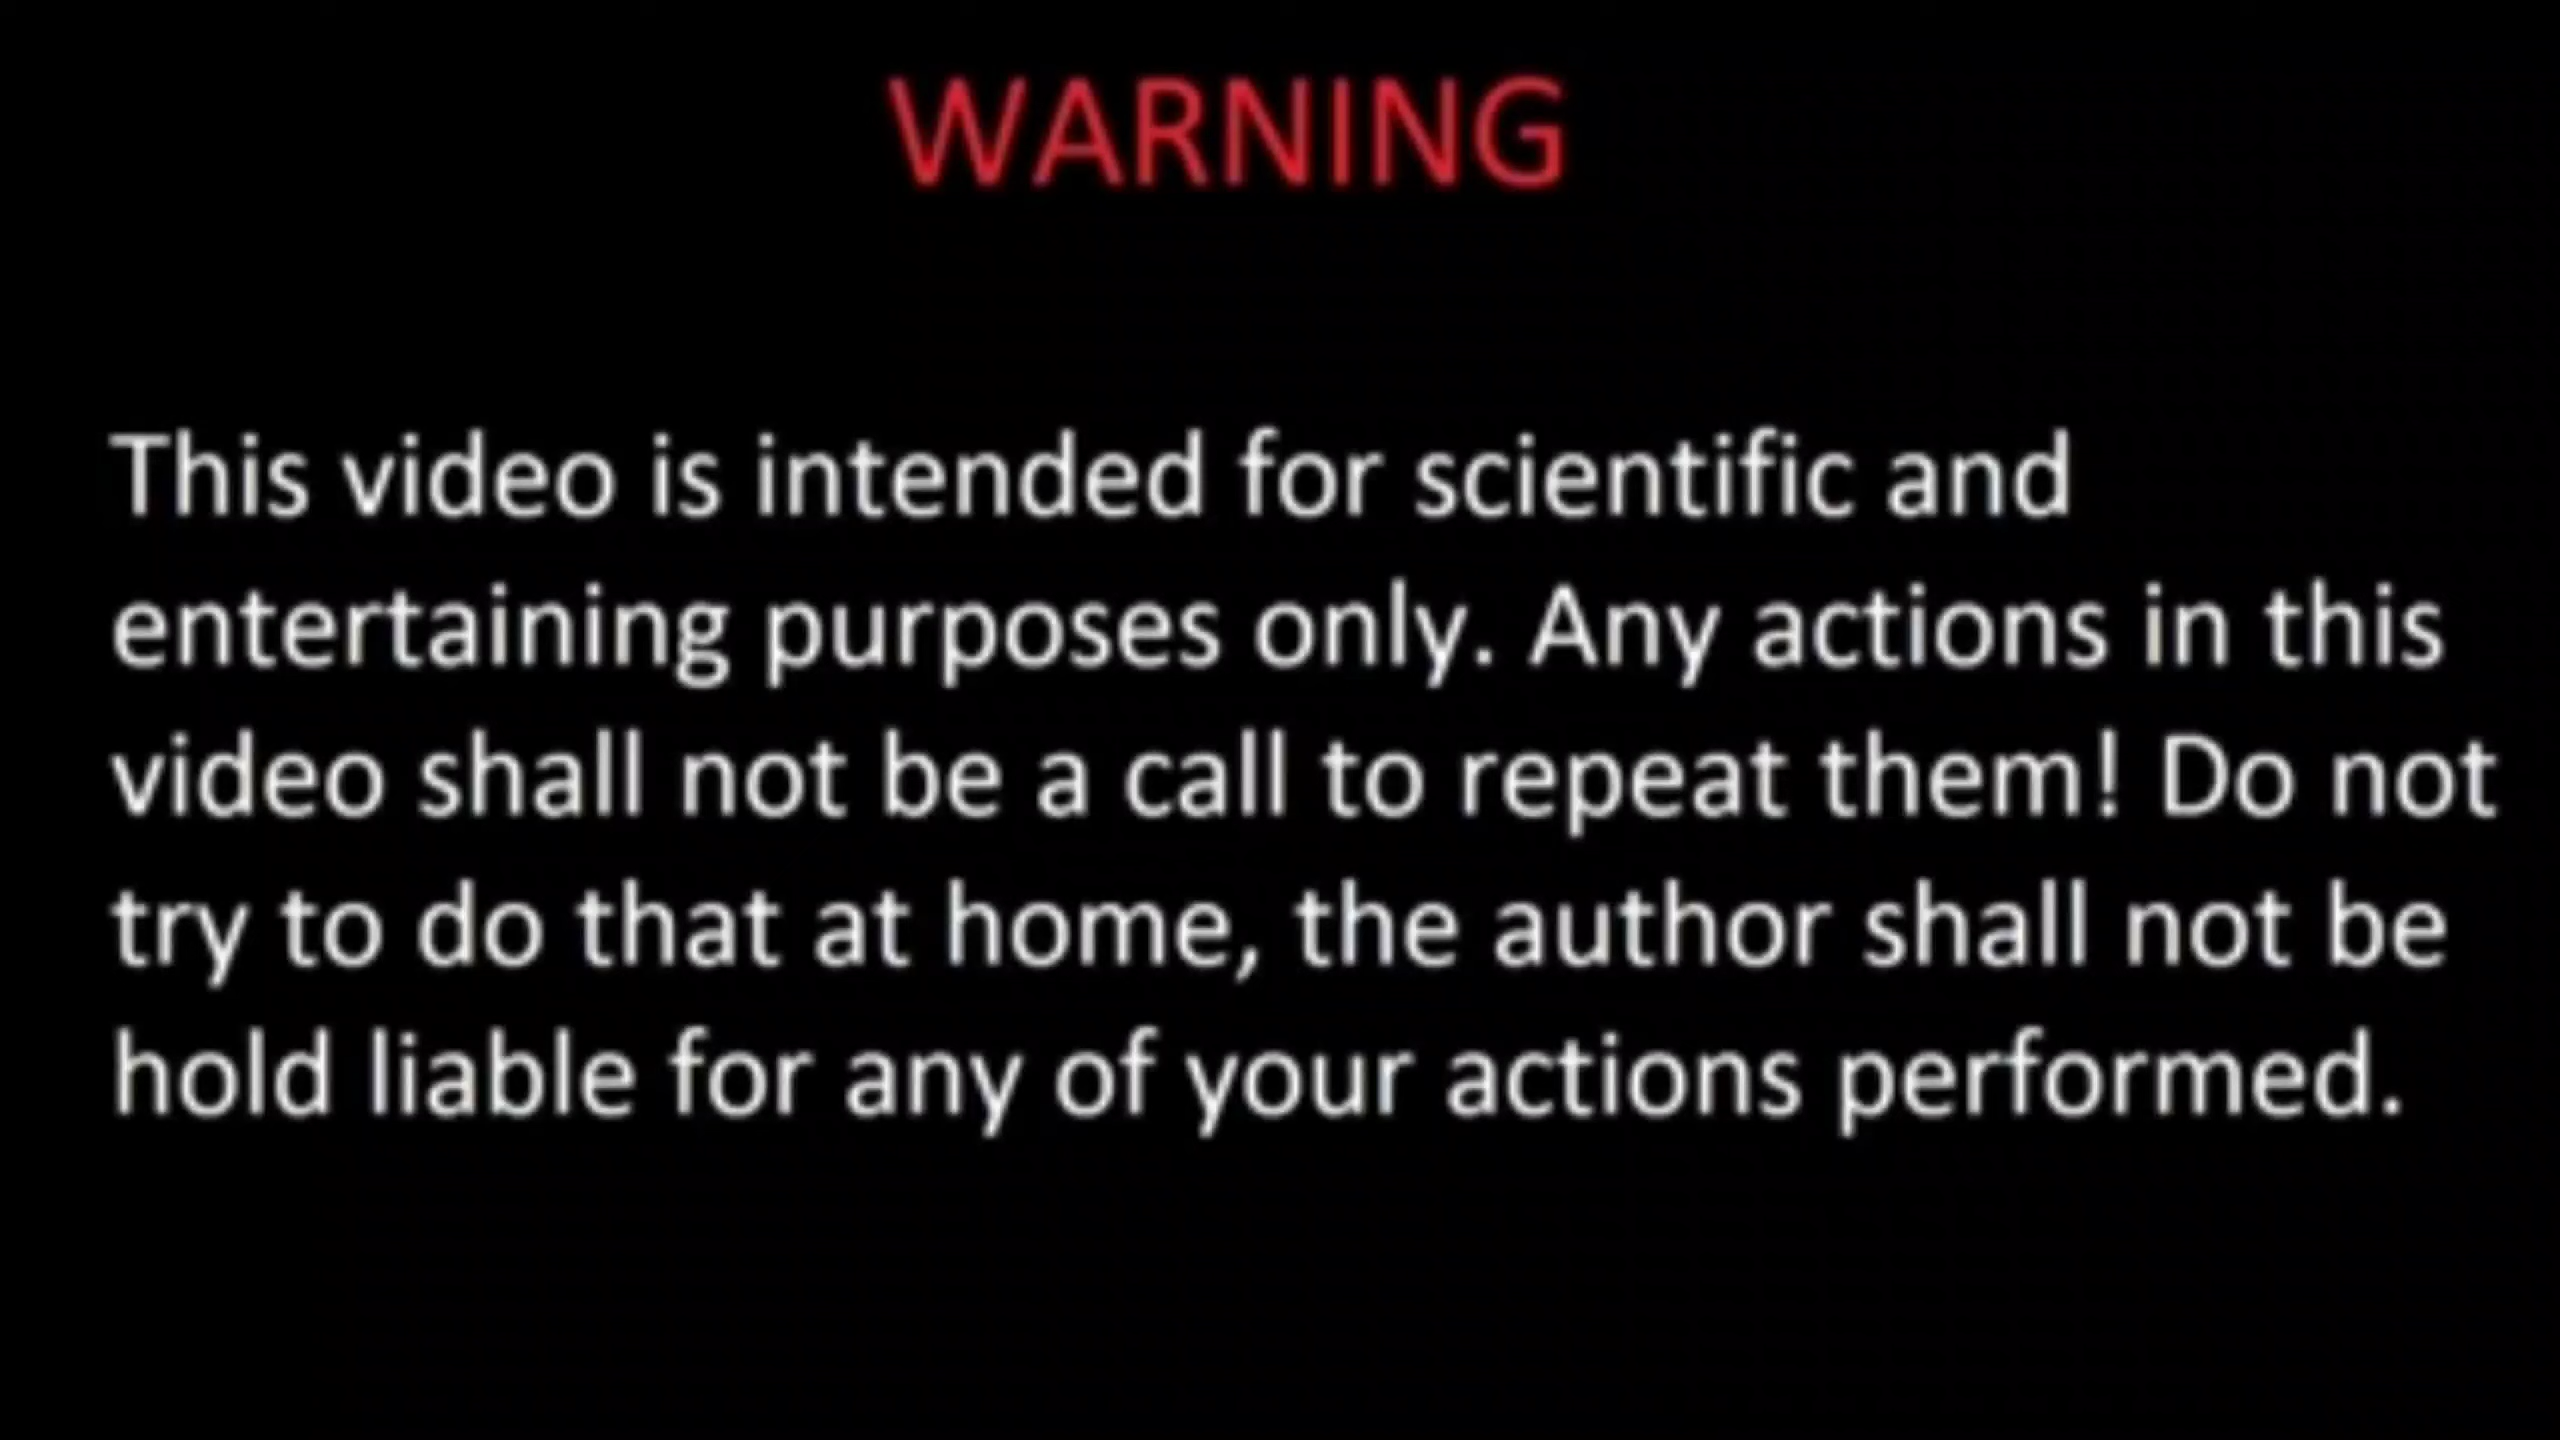 WARNING
This video is intended for scientific and
entertaining purposes only. Any actions in this
video shall not be a call to repeat them! Do not
try to do that at home, the author shall not be
hold liable for any of your actions performed.